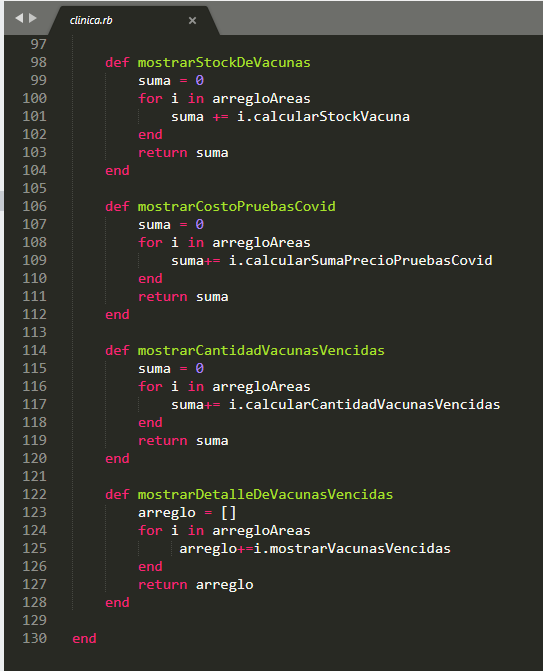 clinica.rb ×
97
98 def mostrarStockDeVacunas
99 suma = 0
100 for i in arregloAreas
101 suma += i.calcularStockVacuna
102 end
103 return suma
104 end
105
106 def mostrarCostoPruebasCovid
107 suma = 0
108 for i in arregloAreas
109 suma+= i.calcularSumaPrecioPruebasCovid
110 end
111 return suma
112 end
113
114 def mostrarCantidadVacunasVencidas
115 suma = 0
116 for i in arregloAreas
117 suma+= i.calcularCantidadVacunasVencidas
118 end
119 return suma
120 end
121
122 def mostrarDetalleDeVacunasVencidas
123 arreglo = []
124 for i in arregloAreas
125 arreglo+=i.mostrarVacunasVencidas
126 end
127 return arreglo
128 end
129
130 end